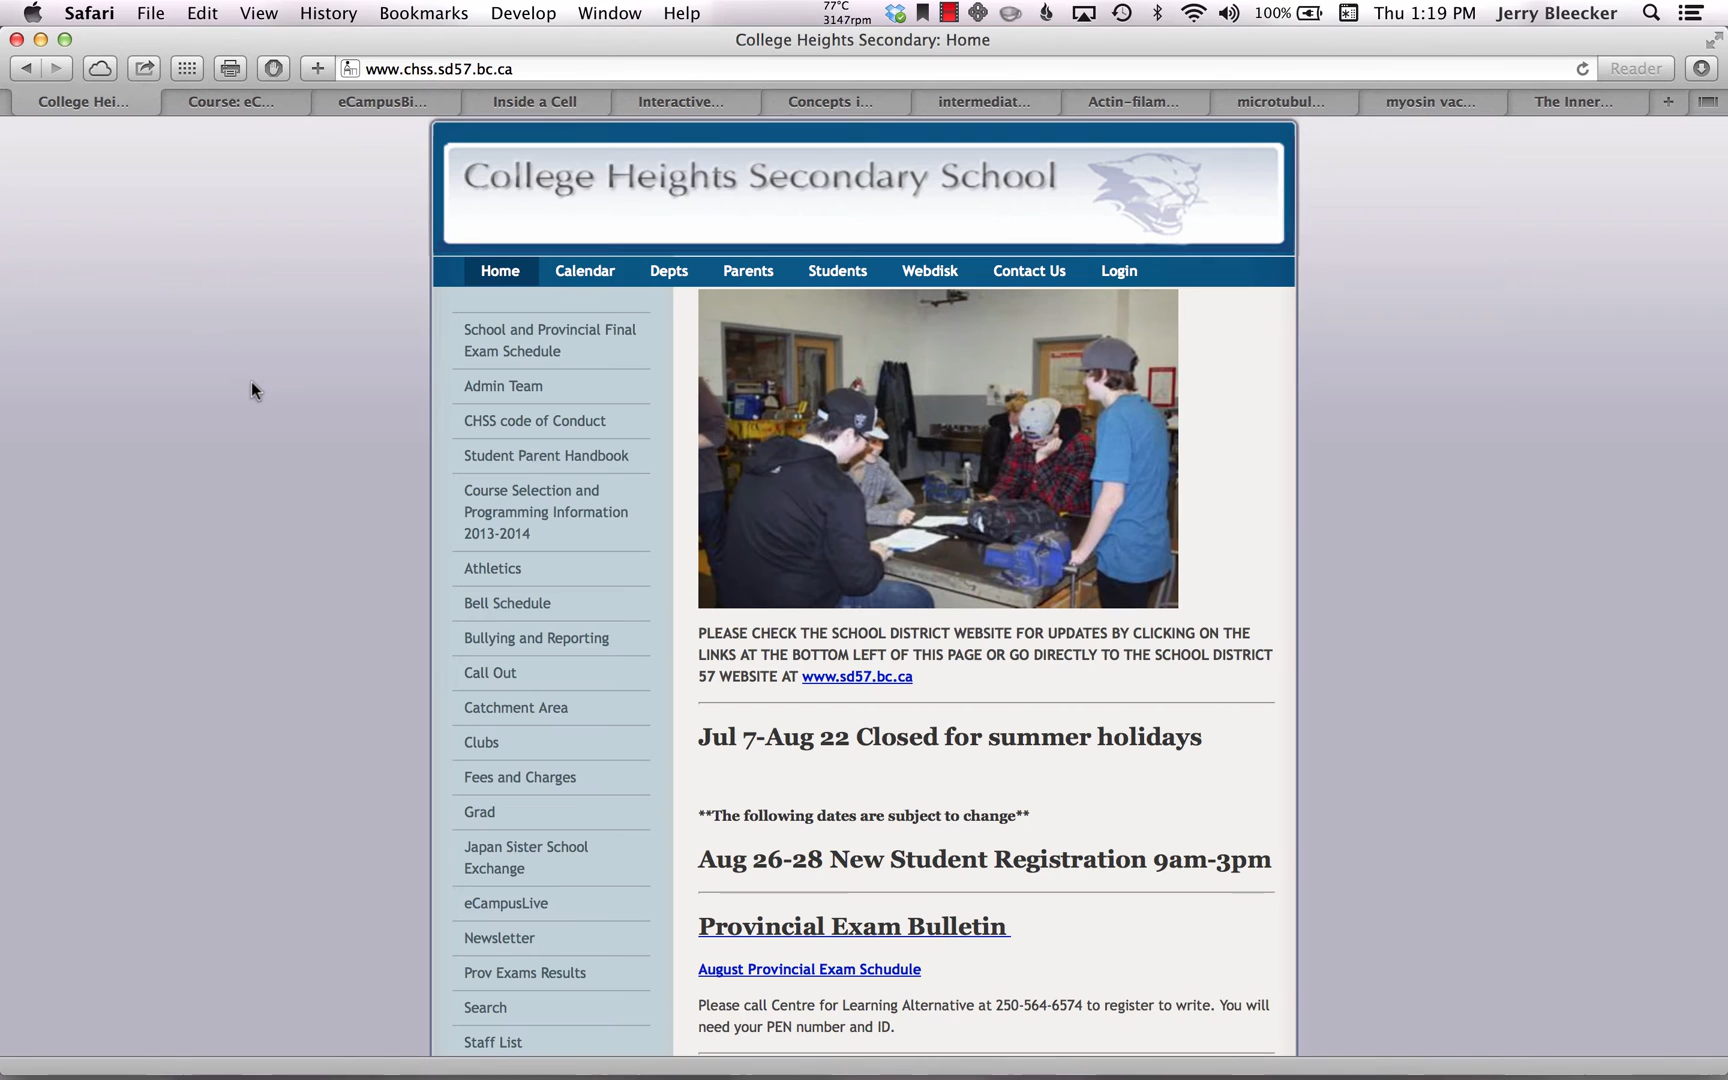 Safari File Edit View History Bookmarks Develop Window Help 77°C 3147rpm 100% Thu 1:19 PM Jerry Bleecker
College Heights Secondary: Home
www.chss.sd57.bc.ca Reader
College Hei... Course: eC... eCampusBi... Inside a Cell Interactive... Concepts i... intermediat... Actin-filam... microtubul... myosin vac... The Inner...
College Heights Secondary School
Home Calendar Depts Parents Students Webdisk Contact Us Login
School and Provincial Final
Exam Schedule
Admin Team
CHSS code of Conduct
Student Parent Handbook
Course Selection and
Programming Information
2013-2014
Athletics
Bell Schedule
Bullying and Reporting
Call Out
Catchment Area
Clubs
Fees and Charges
Grad
Japan Sister School
Exchange
eCampusLive
Newsletter
Prov Exams Results
Search
Staff List
PLEASE CHECK THE SCHOOL DISTRICT WEBSITE FOR UPDATES BY CLICKING ON THE
LINKS AT THE BOTTOM LEFT OF THIS PAGE OR GO DIRECTLY TO THE SCHOOL DISTRICT
57 WEBSITE AT www.sd57.bc.ca
Jul 7-Aug 22 Closed for summer holidays
**The following dates are subject to change**
Aug 26-28 New Student Registration 9am-3pm
Provincial Exam Bulletin
August Provincial Exam Schudule
Please call Centre for Learning Alternative at 250-564-6574 to register to write. You will
need your PEN number and ID.